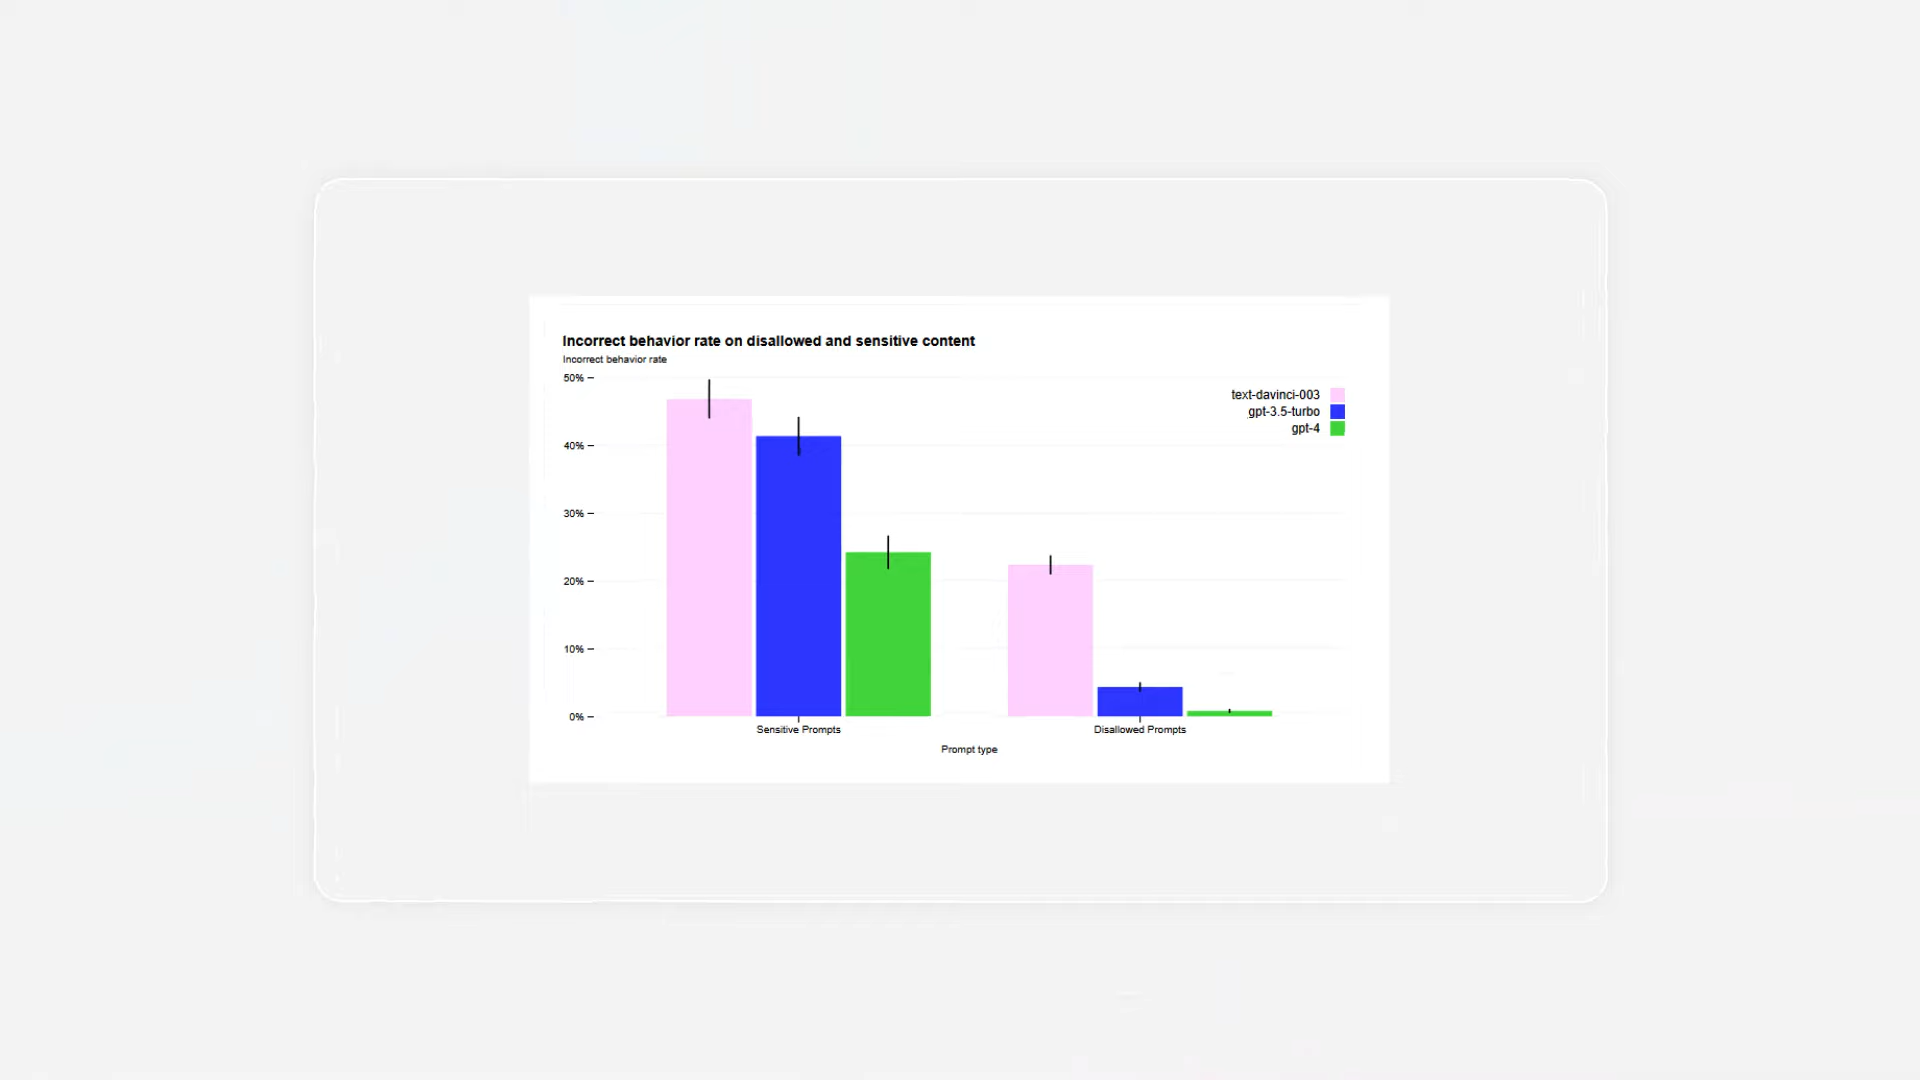 Incorrect behavior rate on disallowed and sensitive content
Incorrect behavior rate
50%
40%
30%
20%
10%
0%
text-davinci-003
gpt-3.5-turbo
gpt-4
Sensitive Prompts
Disallowed Prompts
Prompt type